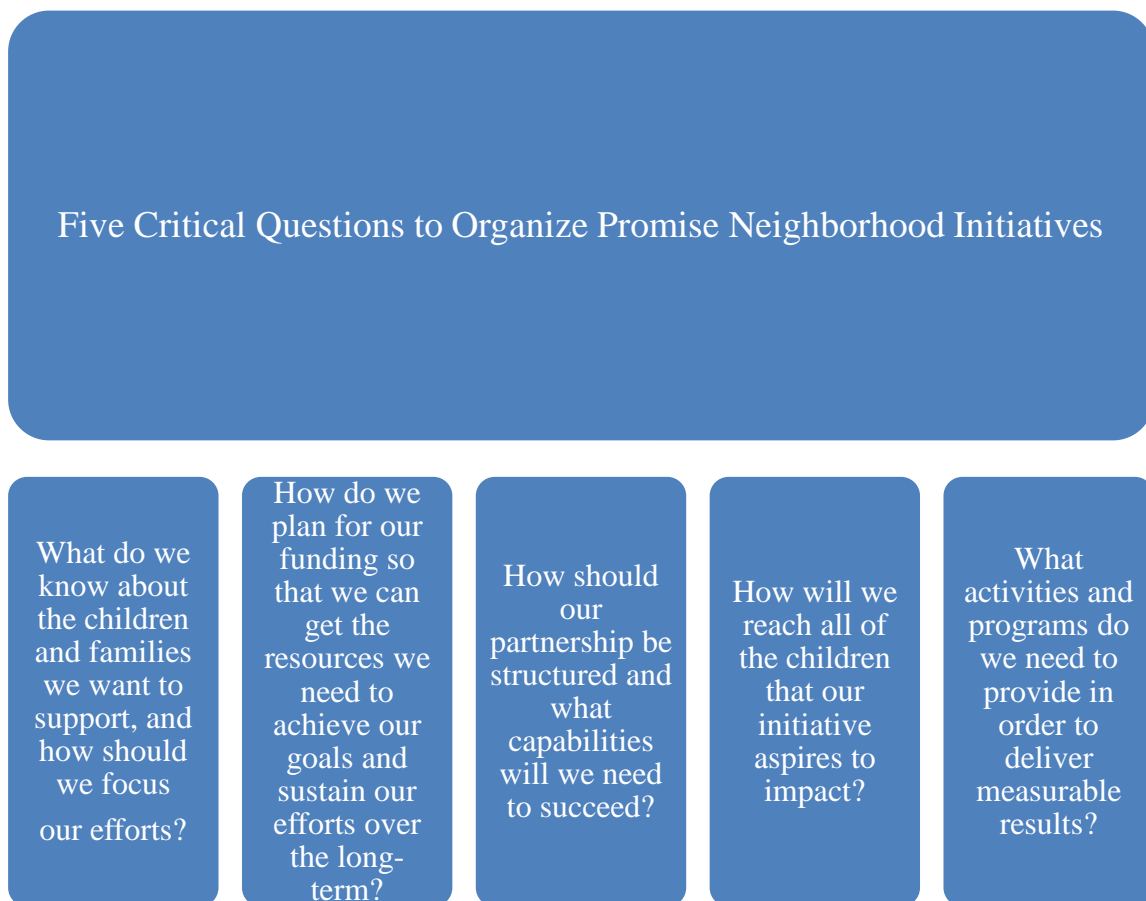 Five Critical Questions to Organize Promise Neighborhood Initiatives
What do we
know about
the children
and families
we want to
support, and
how should
we focus
our efforts?
How do we
plan for our
funding so
that we can
get the
resources we
need to
achieve our
goals and
sustain our
efforts over
the long-
term?
How should
our
partnership be
structured and
what
capabilities
will we need
to succeed?
How will we
reach all of
the children
that our
initiative
aspires to
impact?
What
activities and
programs do
we need to
provide in
order to
deliver
measurable
results?